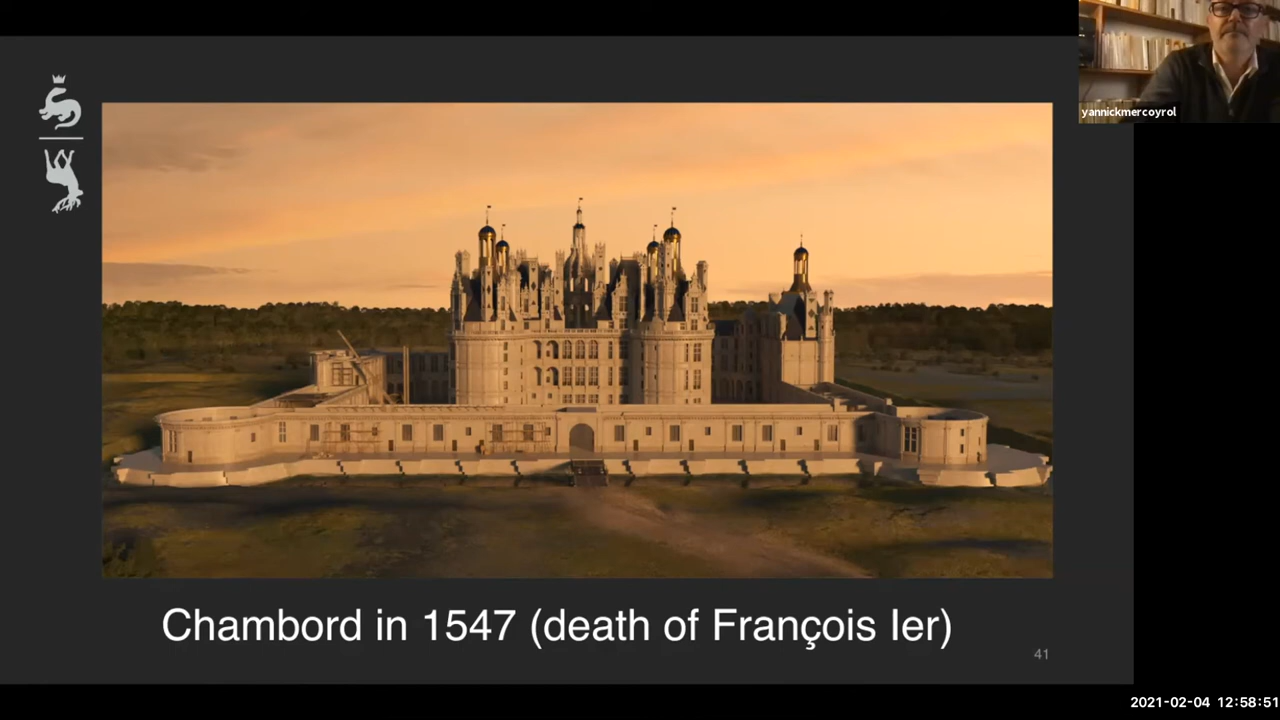 yannickmercoyrol
Chambord in 1547 (death of François Ier)
41
2021-02-04 12:58:51